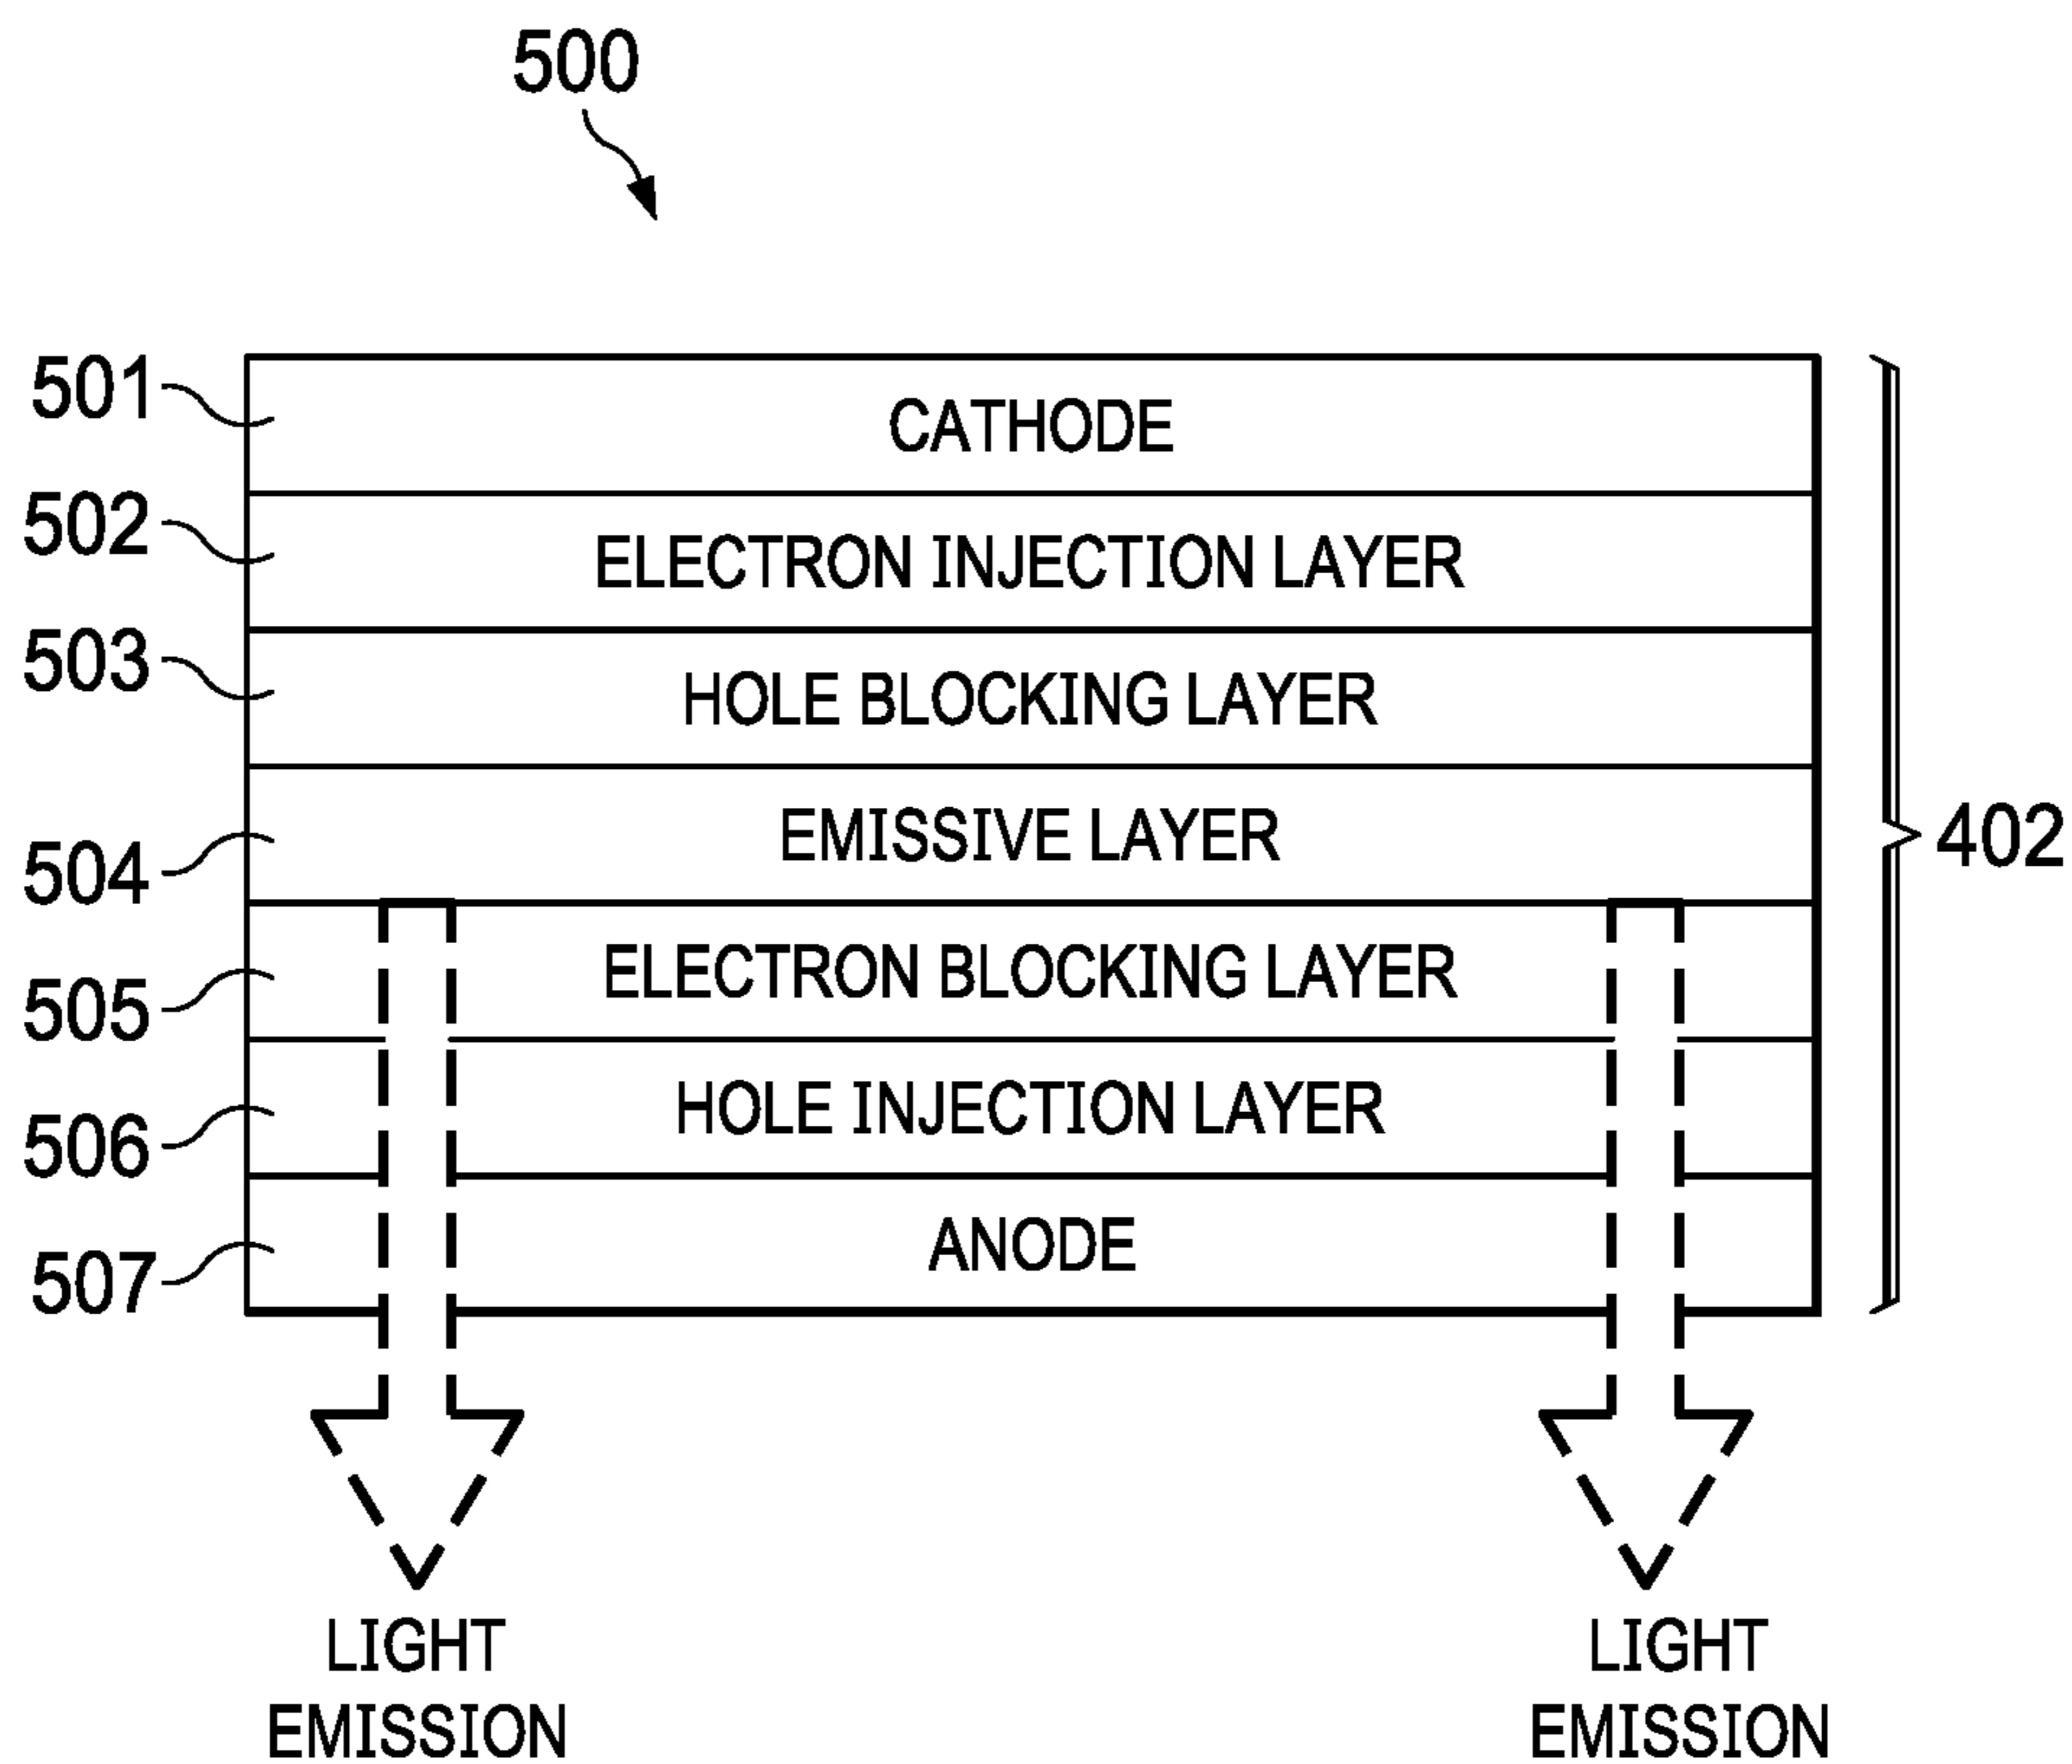 500
501
CATHODE
502
ELECTRON INJECTION LAYER
503
HOLE BLOCKING LAYER
504
EMISSIVE LAYER
402
505
ELECTRON BLOCKING LAYER
506
HOLE INJECTION LAYER
507
ANODE
LIGHT
EMISSION
LIGHT
EMISSION